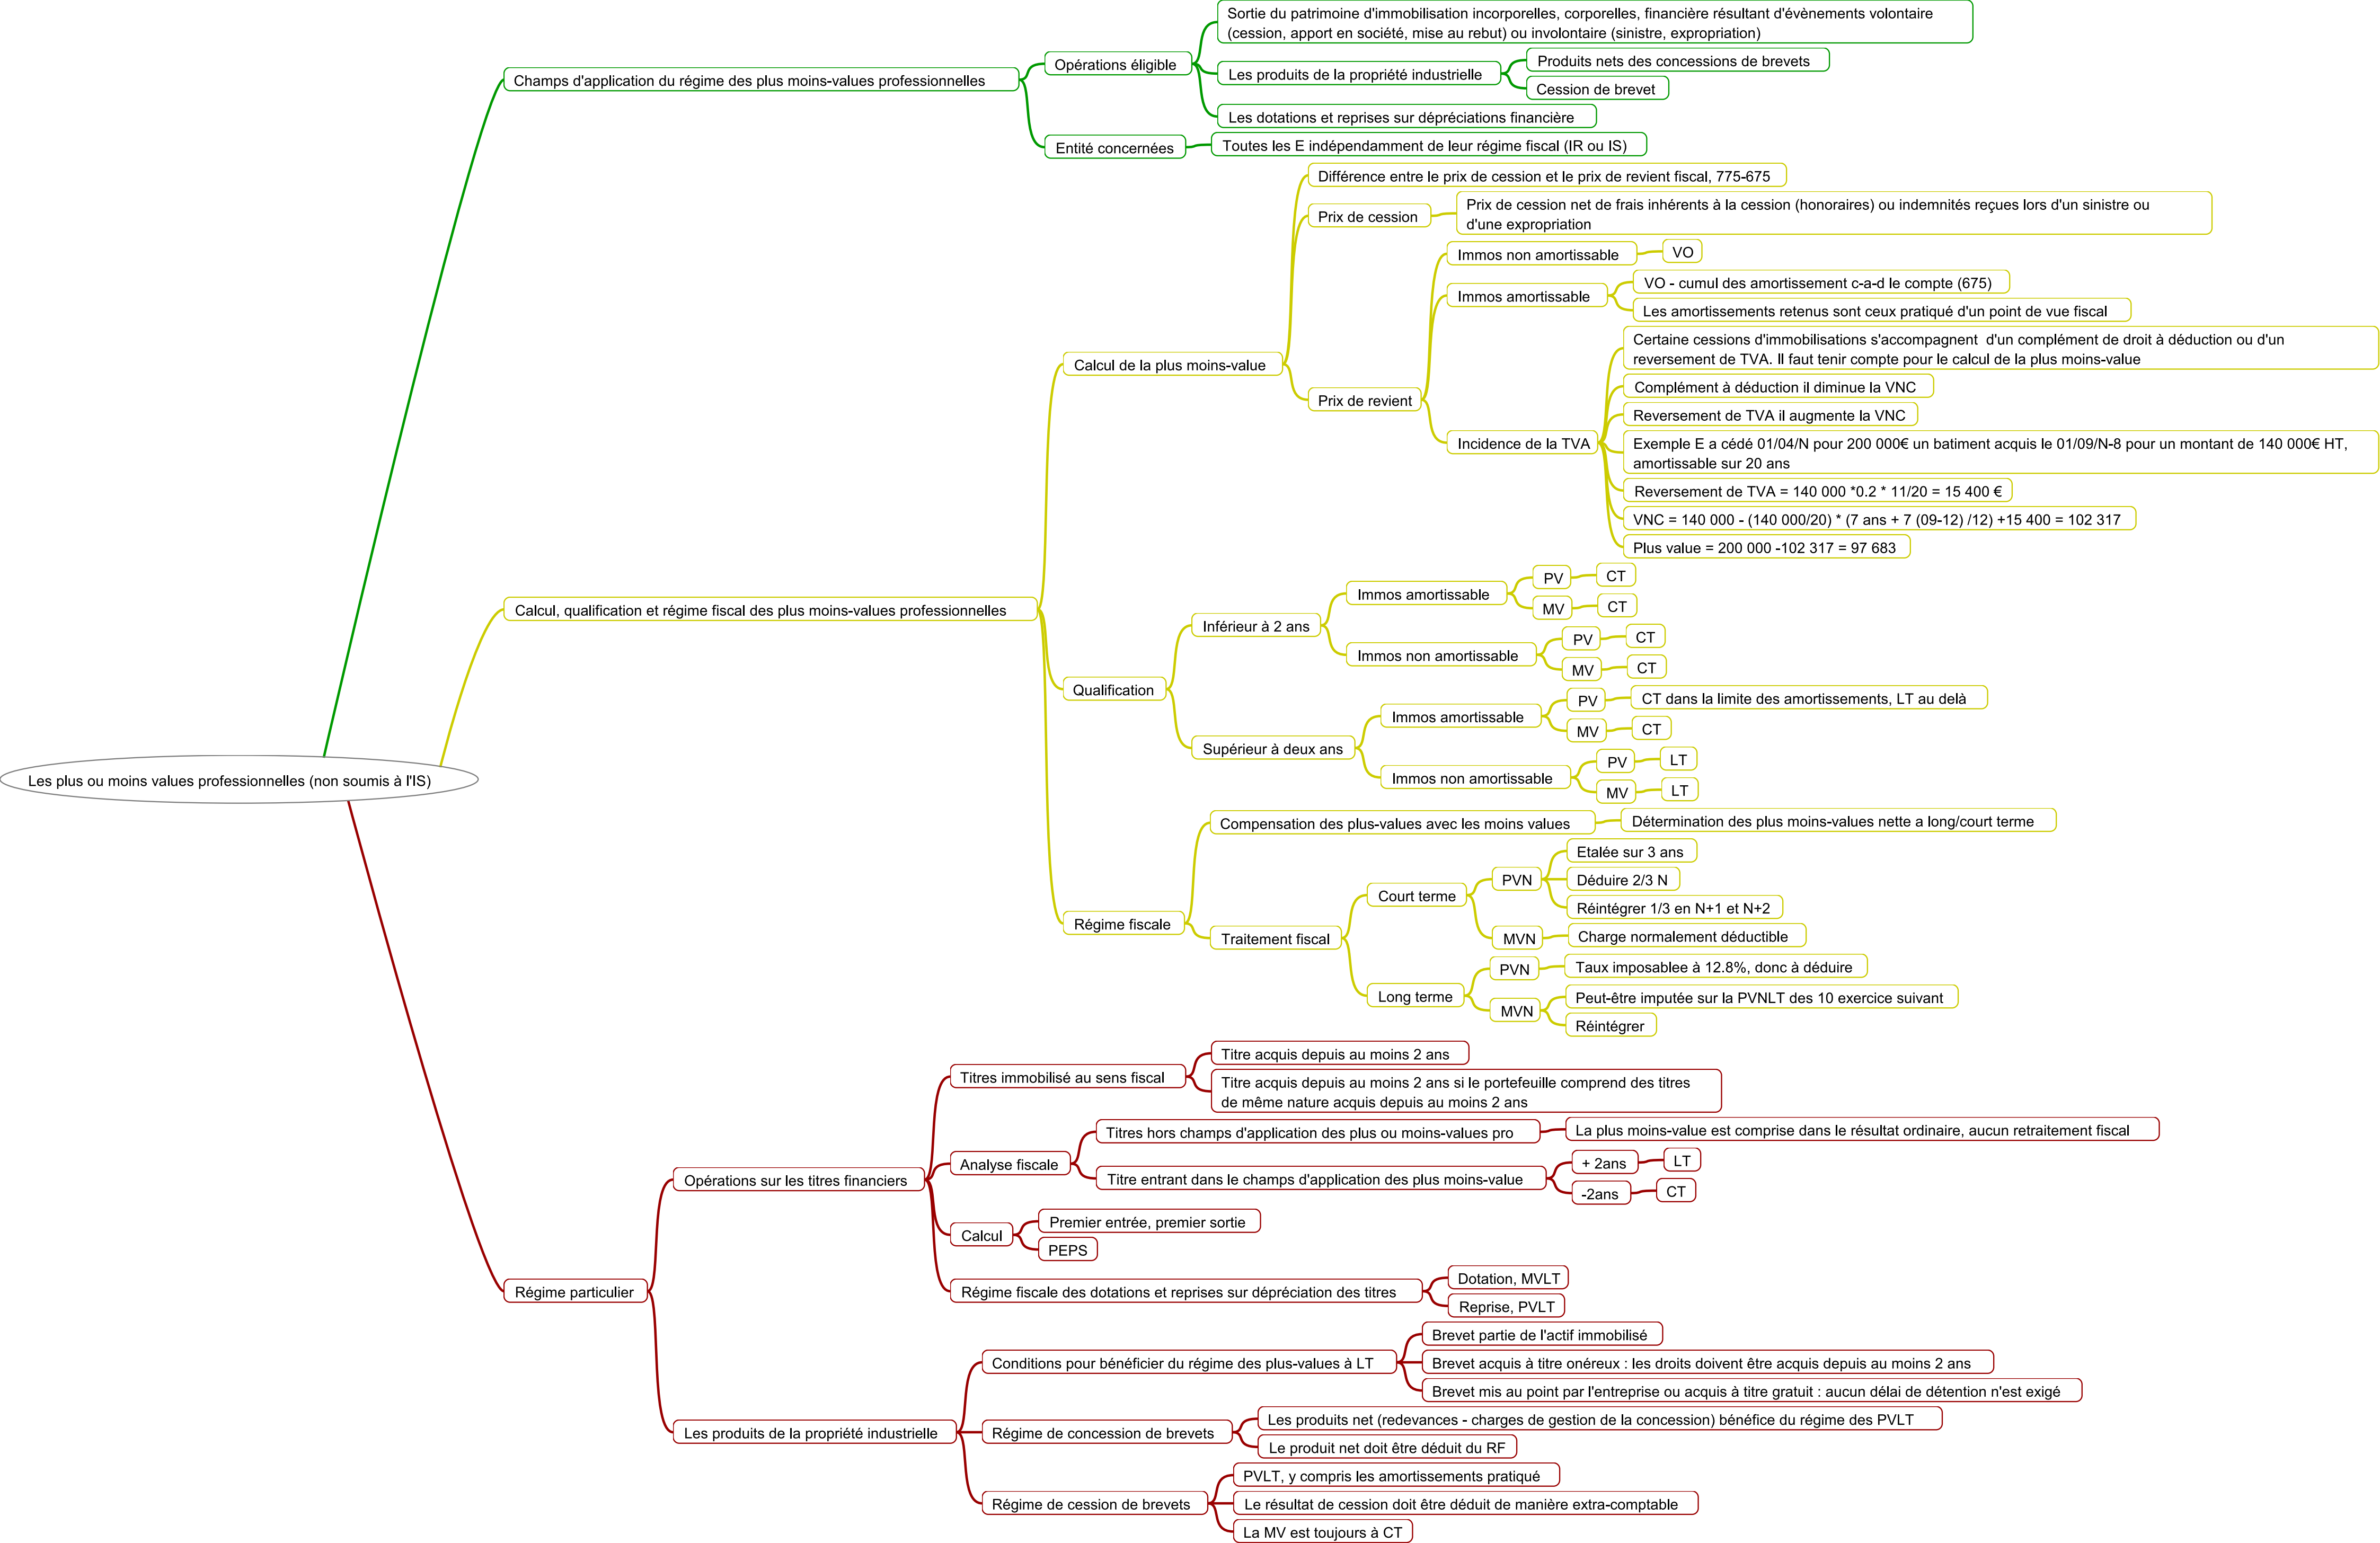 Les plus ou moins values professionnelles (non soumis à l'IS)
Champs d'application du régime des plus moins-values professionnelles
Opérations éligible
Sortie du patrimoine d'immobilisation incorporelles, corporelles, financière résultant d'évènements volontaire
(cession, apport en société, mise au rebut) ou involontaire (sinistre, expropriation)
Les produits de la propriété industrielle
Produits nets des concessions de brevets
Cession de brevet
Les dotations et reprises sur dépréciations financière
Entité concernées
Toutes les E indépendamment de leur régime fiscal (IR ou IS)
Calcul, qualification et régime fiscal des plus moins-values professionnelles
Calcul de la plus moins-value
Différence entre le prix de cession et le prix de revient fiscal, 775-675
Prix de cession
Prix de cession net de frais inhérents à la cession (honoraires) ou indemnités reçues lors d'un sinistre ou
d'une expropriation
Prix de revient
Immos non amortissable
VO
Immos amortissable
VO - cumul des amortissement c-a-d le compte (675)
Les amortissements retenus sont ceux pratiqué d'un point de vue fiscal
Incidence de la TVA
Certaine cessions d'immobilisations s'accompagnent  d'un complément de droit à déduction ou d'un
reversement de TVA. Il faut tenir compte pour le calcul de la plus moins-value
Complément à déduction il diminue la VNC
Reversement de TVA il augmente la VNC
Exemple E a cédé 01/04/N pour 200 000€ un batiment acquis le 01/09/N-8 pour un montant de 140 000€ HT,
amortissable sur 20 ans
Reversement de TVA = 140 000 *0.2 * 11/20 = 15 400 €
VNC = 140 000 - (140 000/20) * (7 ans + 7 (09-12) /12) +15 400 = 102 317
Plus value = 200 000 -102 317 = 97 683
Qualification
Inférieur à 2 ans
Immos amortissable
PV
CT
MV
CT
Immos non amortissable
PV
CT
MV
CT
Supérieur à deux ans
Immos amortissable
PV
CT dans la limite des amortissements, LT au delà
MV
CT
Immos non amortissable
PV
LT
MV
LT
Régime fiscale
Compensation des plus-values avec les moins values
Détermination des plus moins-values nette a long/court terme
Traitement fiscal
Court terme
PVN
Etalée sur 3 ans
Déduire 2/3 N
Réintégrer 1/3 en N+1 et N+2
MVN
Charge normalement déductible
Long terme
PVN
Taux imposablee à 12.8%, donc à déduire
MVN
Peut-être imputée sur la PVNLT des 10 exercice suivant
Réintégrer
Régime particulier
Opérations sur les titres financiers
Titres immobilisé au sens fiscal
Titre acquis depuis au moins 2 ans
Titre acquis depuis au moins 2 ans si le portefeuille comprend des titres
de même nature acquis depuis au moins 2 ans
Analyse fiscale
Titres hors champs d'application des plus ou moins-values pro
La plus moins-value est comprise dans le résultat ordinaire, aucun retraitement fiscal
Titre entrant dans le champs d'application des plus moins-value
+ 2ans
LT
-2ans
CT
Calcul
Premier entrée, premier sortie
PEPS
Régime fiscale des dotations et reprises sur dépréciation des titres
Dotation, MVLT
Reprise, PVLT
Les produits de la propriété industrielle
Conditions pour bénéficier du régime des plus-values à LT
Brevet partie de l'actif immobilisé
Brevet acquis à titre onéreux : les droits doivent être acquis depuis au moins 2 ans
Brevet mis au point par l'entreprise ou acquis à titre gratuit : aucun délai de détention n'est exigé
Régime de concession de brevets
Les produits net (redevances - charges de gestion de la concession) bénéfice du régime des PVLT
Le produit net doit être déduit du RF
Régime de cession de brevets
PVLT, y compris les amortissements pratiqué
Le résultat de cession doit être déduit de manière extra-comptable
La MV est toujours à CT